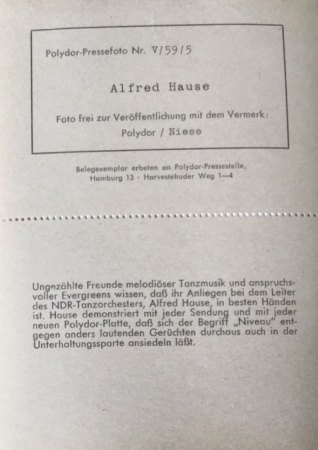 Polydor-Pressefoto Nr. V/59/5
Alfred Hause
Foto frei zur Veröffentlichung mit dem Vermerk:
Polydor / Niese
Belegexemplar erbeten an Polydor-Pressestelle,
Hamburg 13 · Harvestehuder Weg 1—4
Ungezählte Freunde melodiöser Tanzmusik und anspruchs-
voller Evergreens wissen, daß ihr Anliegen bei dem Leiter
des NDR-Tanzorchesters, Alfred Hause, in besten Händen
ist. Hause demonstriert mit jeder Sendung und mit jeder
neuen Polydor-Platte, daß sich der Begriff „Niveau" ent-
gegen anders lautenden Gerüchten durchaus auch in der
Unterhaltungssparte ansiedeln läßt.